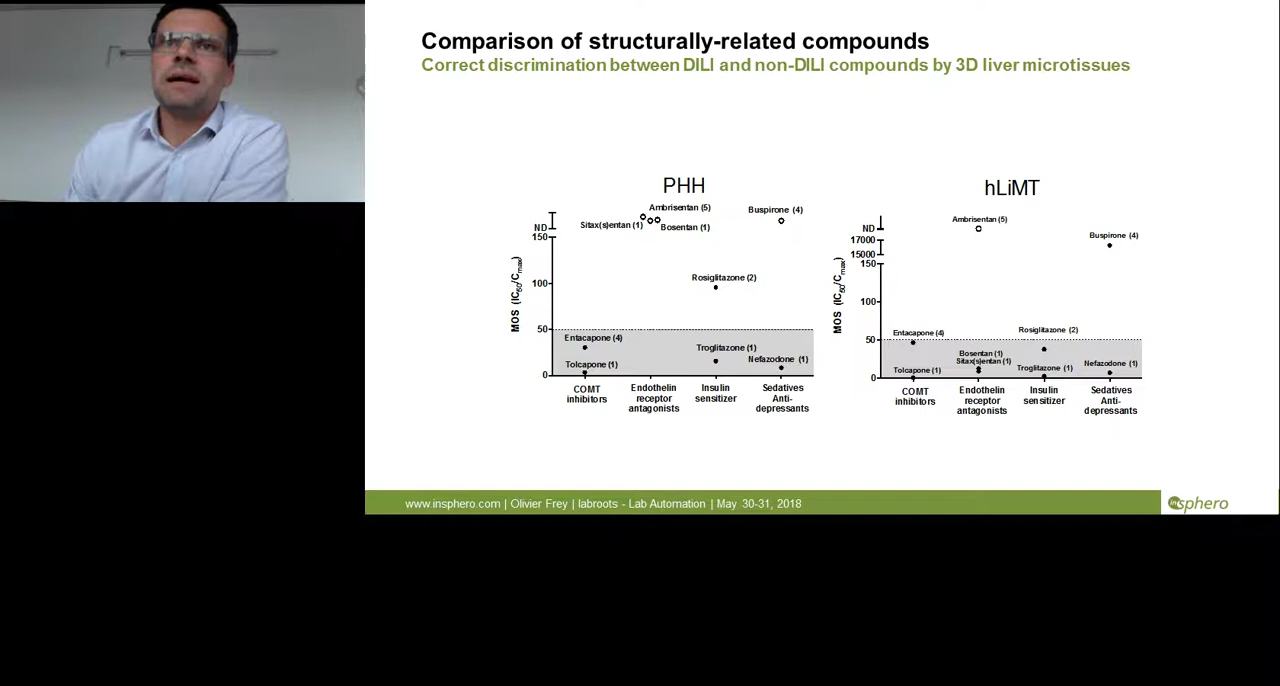 Comparison of structurally-related compounds
Correct discrimination between DILI and non-DILI compounds by 3D liver microtissues
PHH
Ambrisentan (5)
Sitax(s)entan (1)
Bosentan (1)
Buspirone (4)
ND
150
100
50
0
MOS (IC50/Cmax)
Rosiglitazone (2)
Entacapone (4)
Tolcapone (1)
Troglitazone (1)
Nefazodone (1)
COMT
inhibitors
Endothelin
receptor
antagonists
Insulin
sensitizer
Sedatives
Anti-
depressants
hLiMT
Ambrisentan (5)
Buspirone (4)
ND
17000
15000
150
100
50
0
MOS (IC50/Cmax)
Entacapone (4)
Rosiglitazone (2)
Bosentan (1)
Sitax(s)entan (1)
Tolcapone (1)
Troglitazone (1)
Nefazodone (1)
COMT
inhibitors
Endothelin
receptor
antagonists
Insulin
sensitizer
Sedatives
Anti-
depressants
www.insphero.com | Olivier Frey | labroots - Lab Automation | May 30-31, 2018
insphero